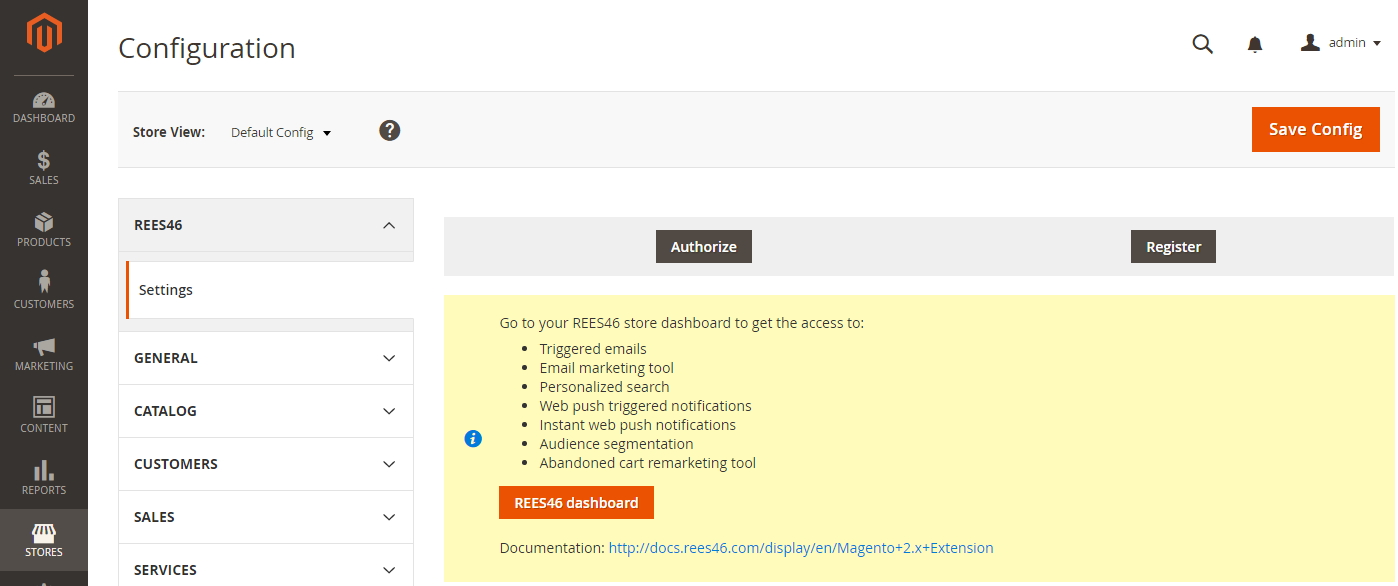 Configuration
admin
DASHBOARD
SALES
PRODUCTS
CUSTOMERS
MARKETING
CONTENT
REPORTS
STORES
Store View: Default Config ?
Save Config
REES46
Settings
GENERAL
CATALOG
CUSTOMERS
SALES
SERVICES
Authorize
Register
Go to your REES46 store dashboard to get the access to:
• Triggered emails
• Email marketing tool
• Personalized search
• Web push triggered notifications
• Instant web push notifications
• Audience segmentation
• Abandoned cart remarketing tool
REES46 dashboard
Documentation: http://docs.rees46.com/display/en/Magento+2.x+Extension